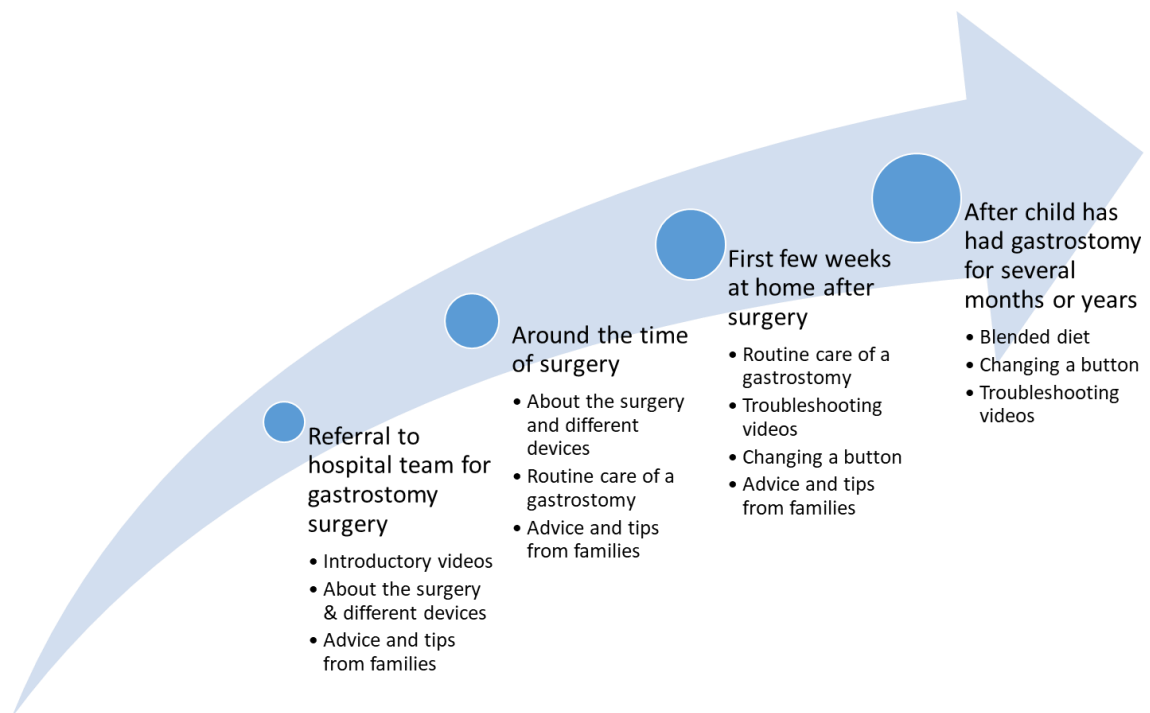 Referral to
hospital team for
gastrostomy
surgery
• Introductory videos
• About the surgery
& different devices
• Advice and tips
from families
Around the time
of surgery
• About the surgery
and different
devices
• Routine care of a
gastrostomy
• Advice and tips
from families
First few weeks
at home after
surgery
• Routine care of a
gastrostomy
• Troubleshooting
videos
• Changing a button
• Advice and tips
from families
After child has
had gastrostomy
for several
months or years
• Blended diet
• Changing a button
• Troubleshooting
videos